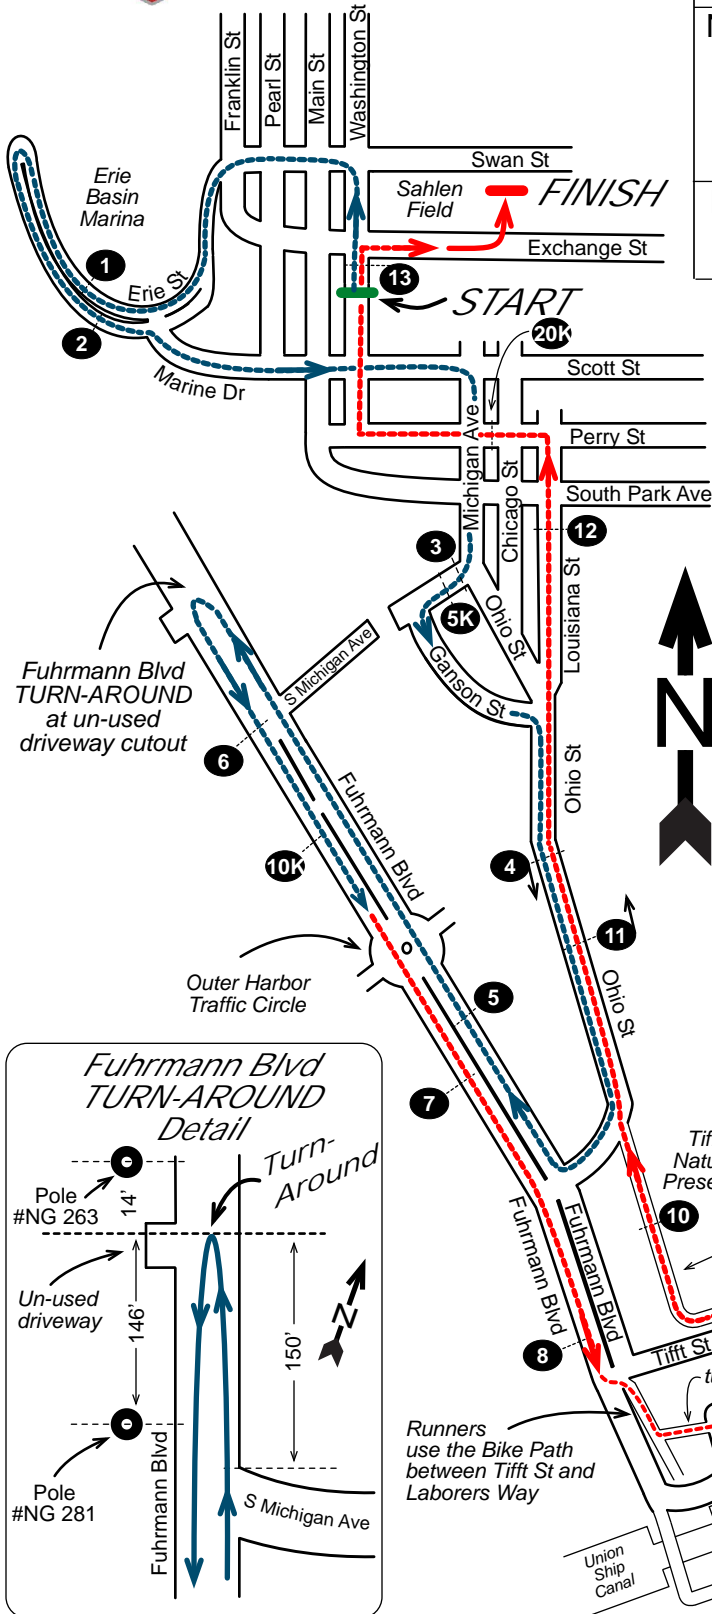 Franklin St
Pearl St
Main St
Washington St
Swan St
Erie
Basin
Marina
Sahlen
Field
FINISH
Exchange St
1
Erie St
13
START
2
20K
Marine Dr
Scott St
Michigan Ave
Perry St
Chicago St
South Park Ave
12
3
5K
Ohio St
Louisiana St
Ganson St
N
S Michigan Ave
Fuhrmann Blvd
TURN-AROUND
at un-used
driveway cutout
6
Ohio St
Fuhrmann Blvd
10K
4
11
Outer Harbor
Traffic Circle
5
Ohio St
7
Fuhrmann Blvd
TURN-AROUND
Detail
Turn-
Around
Pole
#NG 263
14'
Un-used
driveway
146'
150'
N
Pole
#NG 281
Fuhrmann Blvd
S Michigan Ave
Tif
Natu
Prese
10
Fuhrmann Blvd
Fuhrmann Blvd
8
Tifft St
Runners
use the Bike Path
between Tifft St and
Laborers Way
Union
Ship
Canal